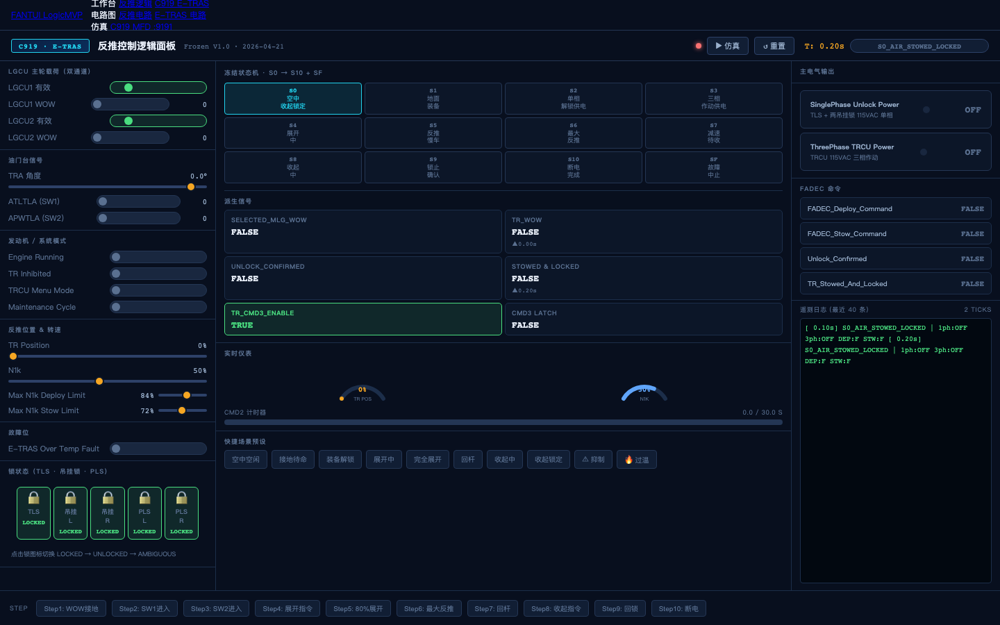 FANTUI LogicMVP
工作台 反推逻辑 C919 E-TRAS
电路图 反推电路 E-TRAS 电路
仿真 C919 MFD :9191
C919 · E-TRAS
反推控制逻辑面板
Frozen V1.0 · 2026-04-21
▶ 仿真
↺ 重置
T: 0.20s
S0_AIR_STOWED_LOCKED
LGCU 主轮载荷 (双通道)
LGCU1 有效
LGCU1 WOW 0
LGCU2 有效
LGCU2 WOW 0
油门台信号
TRA 角度 0.0°
ATLTLA (SW1) 0
APWTLA (SW2) 0
发动机 / 系统模式
Engine Running
TR Inhibited
TRCU Menu Mode
Maintenance Cycle
反推位置 & 转速
TR Position 0%
N1k 50%
Max N1k Deploy Limit 84%
Max N1k Stow Limit 72%
故障位
E-TRAS Over Temp Fault
锁状态 (TLS · 吊挂锁 · PLS)
TLS
LOCKED
吊挂
L
LOCKED
吊挂
R
LOCKED
PLS
L
LOCKED
PLS
R
LOCKED
点击锁图标切换 LOCKED → UNLOCKED → AMBIGUOUS
冻结状态机 · S0 → S10 + SF
S0
空中
收起锁定
S1
地面
装备
S2
单相
解锁供电
S3
三相
作动供电
S4
展开
中
S5
反推
慢车
S6
最大
反推
S7
减速
待收
S8
收起
中
S9
锁止
确认
S10
断电
完成
SF
故障
中止
派生信号
SELECTED_MLG_WOW
FALSE
TR_WOW
FALSE
▲0.00s
UNLOCK_CONFIRMED
FALSE
STOWED & LOCKED
FALSE
▲0.20s
TR_CMD3_ENABLE
TRUE
CMD3 LATCH
FALSE
实时仪表
0%
TR POS
50%
N1K
CMD2 计时器 0.0 / 30.0 S
快捷场景预设
空中空闲
接地待命
装备解锁
展开中
完全展开
回杆
收起中
收起锁定
⚠ 抑制
🔥 过温
主电气输出
SinglePhase Unlock Power
TLS + 两吊挂锁 115VAC 单相
OFF
ThreePhase TRCU Power
TRCU 115VAC 三相作动
OFF
FADEC 命令
FADEC_Deploy_Command FALSE
FADEC_Stow_Command FALSE
Unlock_Confirmed FALSE
TR_Stowed_And_Locked FALSE
遥测日志 (最近 40 条) 2 TICKS
[ 0.10s] S0_AIR_STOWED_LOCKED | 1ph:OFF
3ph:OFF DEP:F STW:F [ 0.20s]
S0_AIR_STOWED_LOCKED | 1ph:OFF 3ph:OFF
DEP:F STW:F
STEP
Step1: WOW接地
Step2: SW1进入
Step3: SW2进入
Step4: 展开指令
Step5: 80%展开
Step6: 最大反推
Step7: 回杆
Step8: 收起指令
Step9: 回锁
Step10: 断电